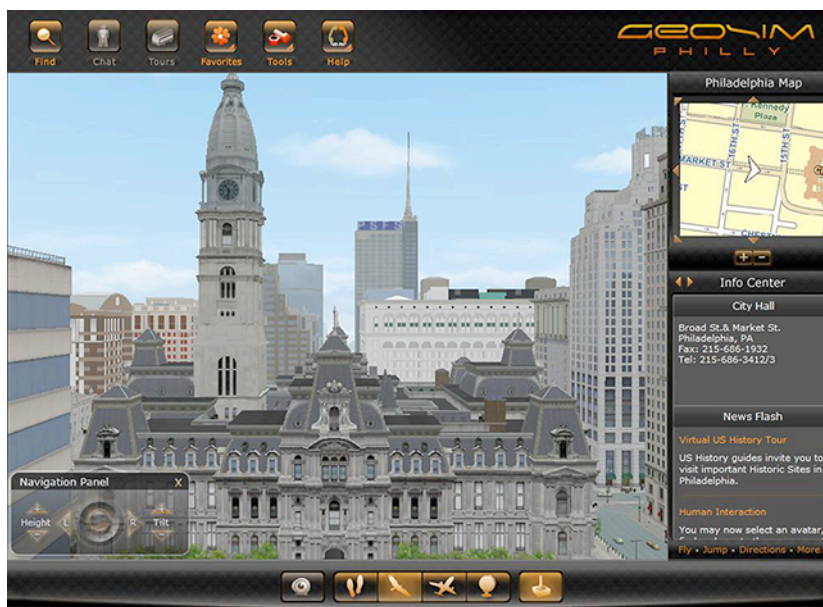 Find
Chat
Tours
Favorites
Tools
Help
GEOSIM
PHILLY
Philadelphia Map
Kennedy
Plaza
16TH ST
15TH ST
MARKET ST
ST
CHEST
+ −
Info Center
City Hall
Broad St.& Market St.
Philadelphia, PA
Fax: 215-686-1932
Tel: 215-686-3412/3
News Flash
Virtual US History Tour
US History guides invite you to
visit important Historic Sites in
Philadelphia.
Human Interaction
You may now select an avatar,
Fly • Jump • Directions • More.
PSFS
Navigation Panel X
Height L R Tilt